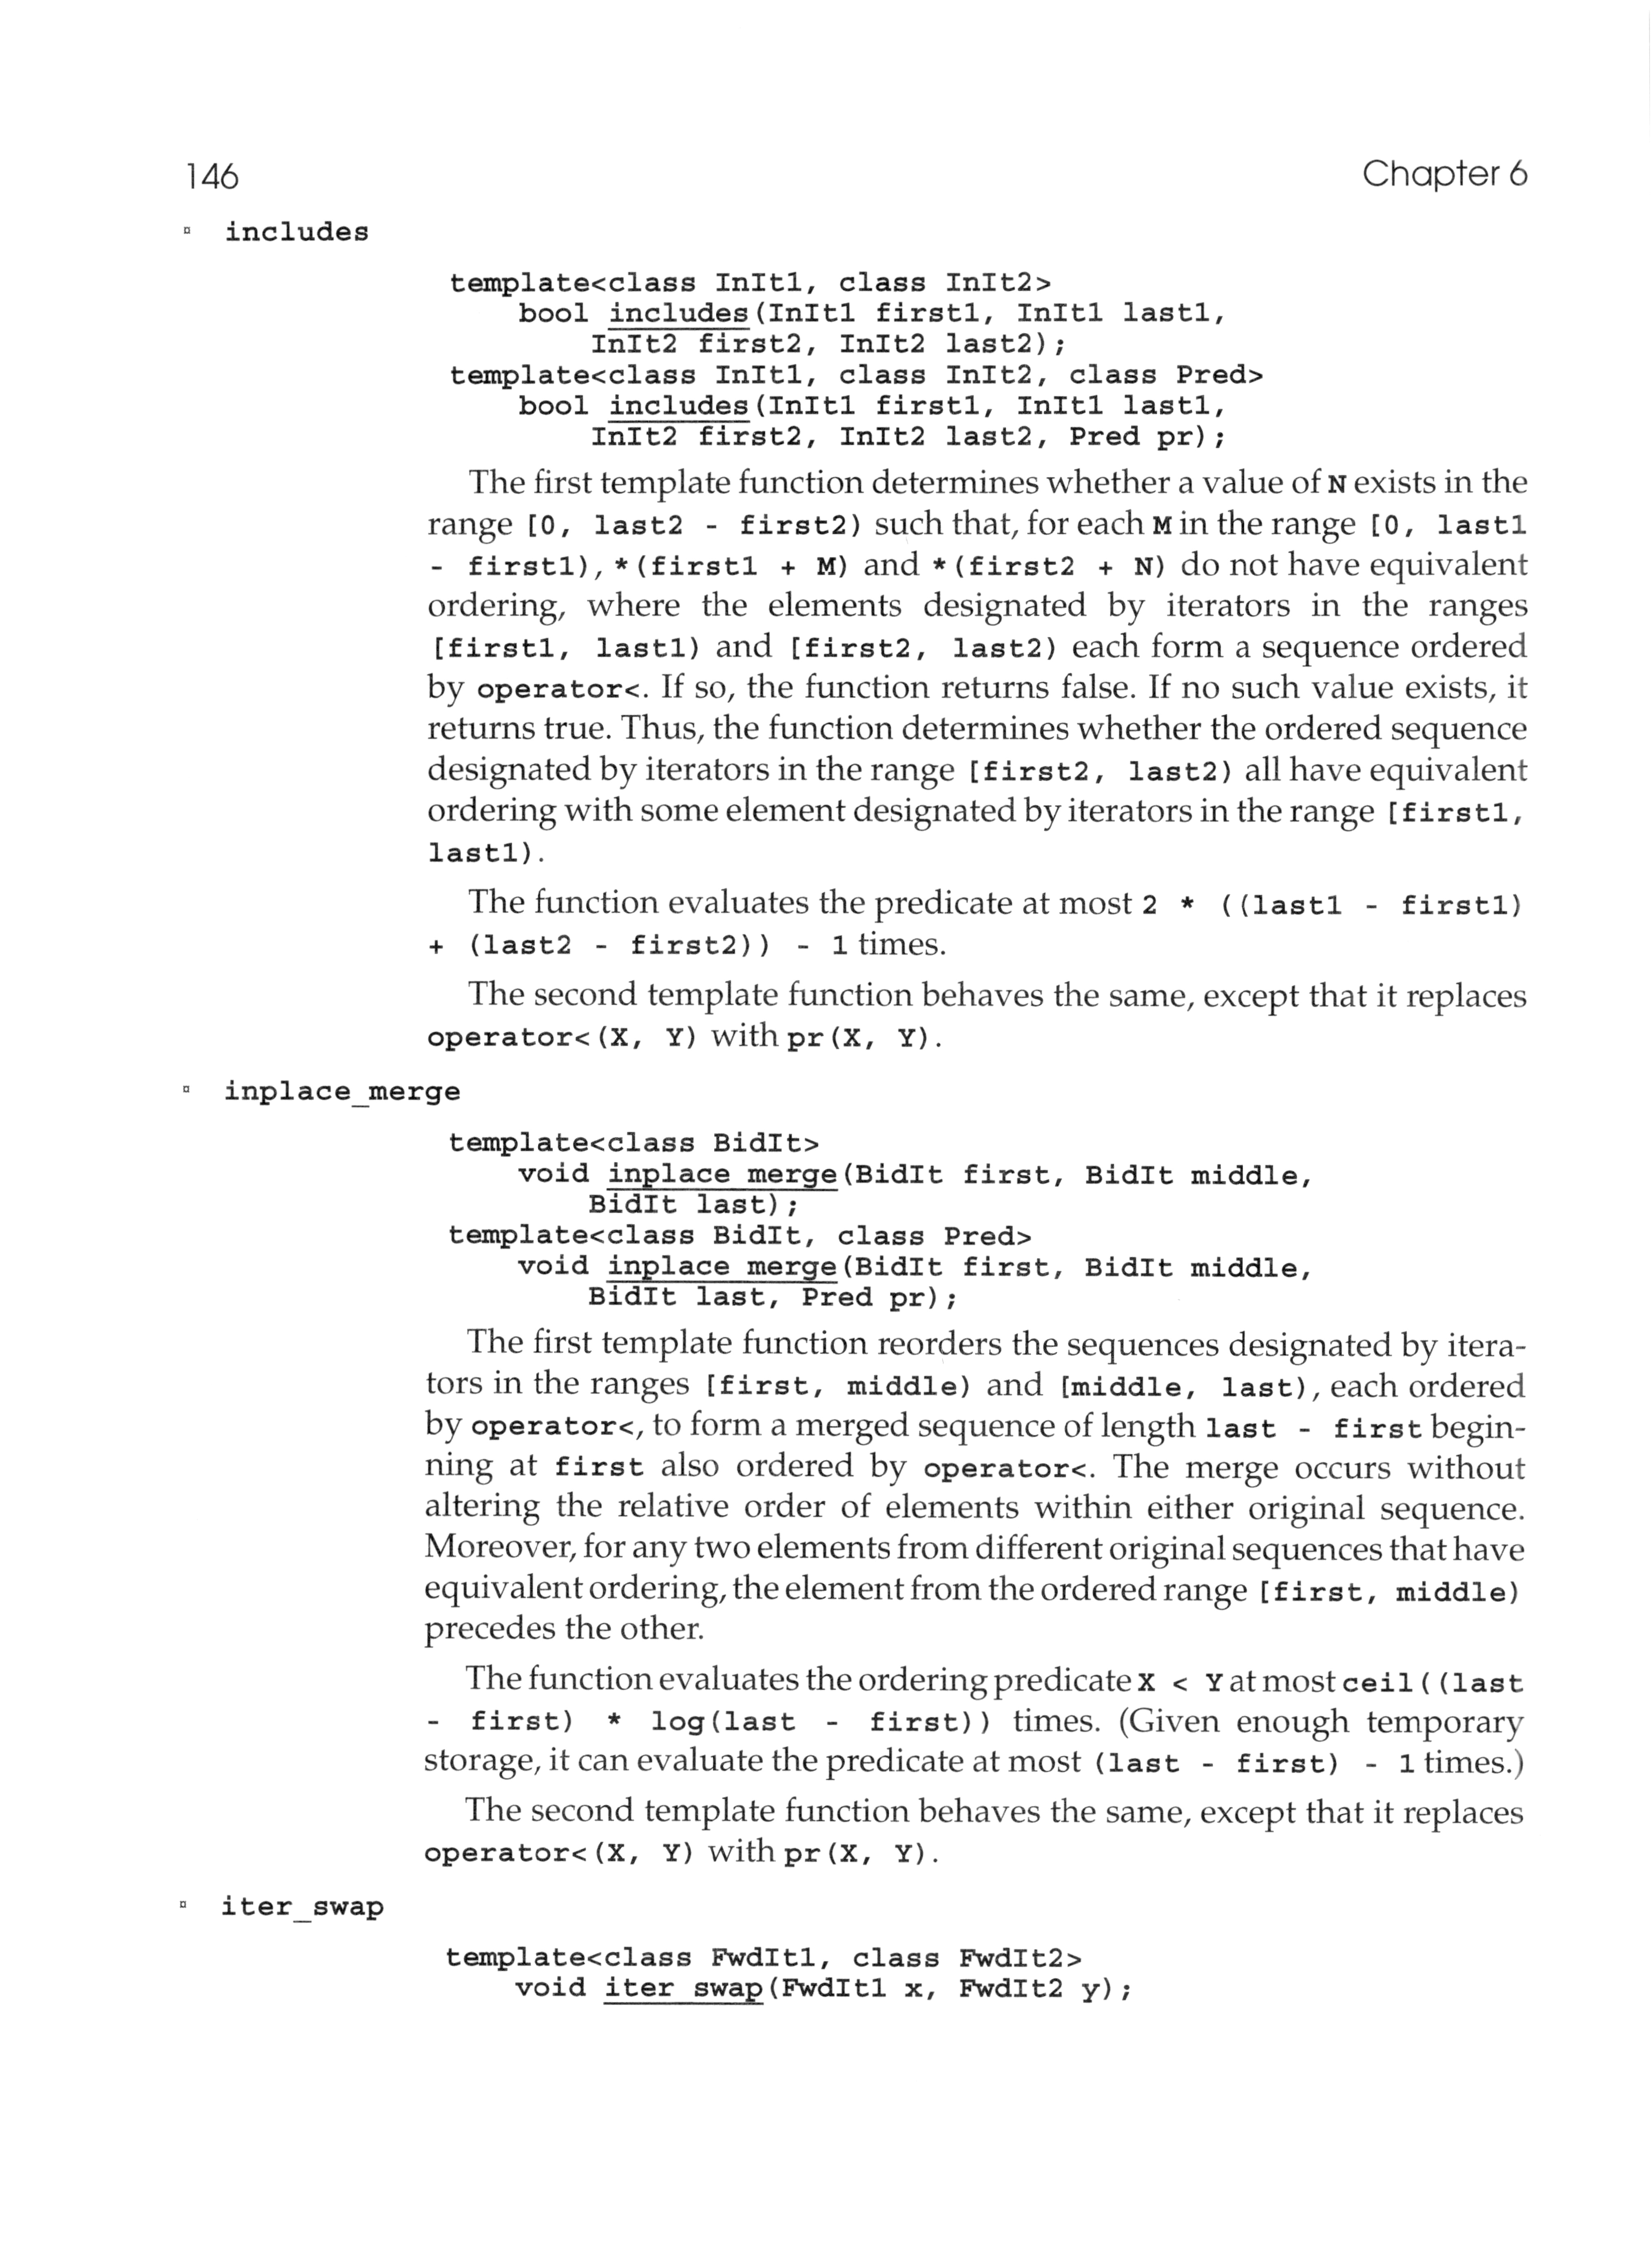 146 Chapter 6
▫ includes
template<class InIt1, class InIt2>
bool includes(InIt1 first1, InIt1 last1,
InIt2 first2, InIt2 last2);
template<class InIt1, class InIt2, class Pred>
bool includes(InIt1 first1, InIt1 last1,
InIt2 first2, InIt2 last2, Pred pr);
The first template function determines whether a value of N exists in the
range [0, last2 - first2) such that, for each M in the range [0, last1
- first1), *(first1 + M) and *(first2 + N) do not have equivalent
ordering, where the elements designated by iterators in the ranges
[first1, last1) and [first2, last2) each form a sequence ordered
by operator<. If so, the function returns false. If no such value exists, it
returns true. Thus, the function determines whether the ordered sequence
designated by iterators in the range [first2, last2) all have equivalent
ordering with some element designated by iterators in the range [first1,
last1).
The function evaluates the predicate at most 2 * ((last1 - first1)
+ (last2 - first2)) - 1 times.
The second template function behaves the same, except that it replaces
operator<(X, Y) with pr(X, Y).
▫ inplace_merge
template<class BidIt>
void inplace merge(BidIt first, BidIt middle,
BidIt last);
template<class BidIt, class Pred>
void inplace merge(BidIt first, BidIt middle,
BidIt last, Pred pr);
The first template function reorders the sequences designated by itera-
tors in the ranges [first, middle) and [middle, last), each ordered
by operator<, to form a merged sequence of length last - first begin-
ning at first also ordered by operator<. The merge occurs without
altering the relative order of elements within either original sequence.
Moreover, for any two elements from different original sequences that have
equivalent ordering, the element from the ordered range [first, middle)
precedes the other.
The function evaluates the ordering predicate X < Y at most ceil((last
- first) * log(last - first)) times. (Given enough temporary
storage, it can evaluate the predicate at most (last - first) - 1 times.)
The second template function behaves the same, except that it replaces
operator<(X, Y) with pr(X, Y).
▫ iter_swap
template<class FwdIt1, class FwdIt2>
void iter swap(FwdIt1 x, FwdIt2 y);